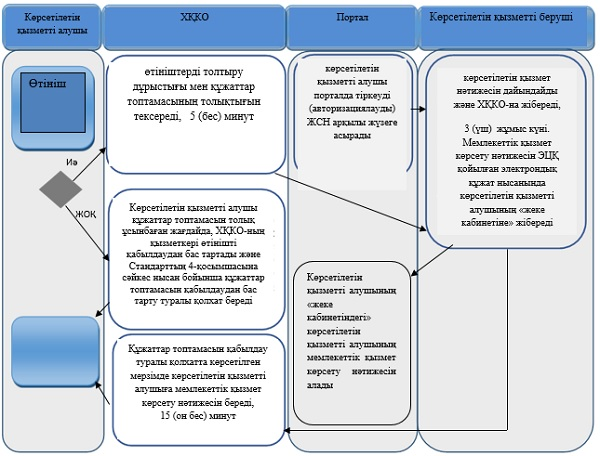 Көрсетілетін
қызметті алушы
ХҚКО
Портал
Көрсетілетін қызметті беруші
Өтініш
Иә
ЖОҚ
өтініштерді толтыру
дұрыстығы мен құжаттар
топтамасының толықтығын
тексереді, 5 (бес) минут
Көрсетілетін қызметті алушы
құжаттар топтамасын толық
ұсынбаған жағдайда, ХҚКО-ның
қызметкері өтінішті
қабылдаудан бас тартады және
Стандарттың 4-қосымшасына
сәйкес нысан бойынша құжаттар
топтамасын қабылдаудан бас
тарту туралы қолхат береді
Құжаттар топтамасын қабылдау
туралы қолхатта көрсетілген
мерзімде көрсетілетін қызметті
алушыға мемлекеттік қызмет
көрсету нәтижесін береді,
15 (он бес) минут
көрсетілетін
қызметті алушы
порталда тіркеуді
(авторизациялауды)
ЖСН арқылы жүзеге
асырады
Көрсетілетін
қызметті алушының
«жеке
кабинетіндегі»
көрсетілетін
қызметті алушының
мемлекеттік қызмет
көрсету нәтижесін
алады
көрсетілетін қызмет
нәтижесін дайындайды
және ХҚКО-на жібереді,
3 (үш) жұмыс күні.
Мемлекеттік қызмет
көрсету нәтижесін ЭЦҚ
қойылған электрондық
құжат нысанында
көрсетілетін қызметті
алушының «жеке
кабинетіне» жібереді